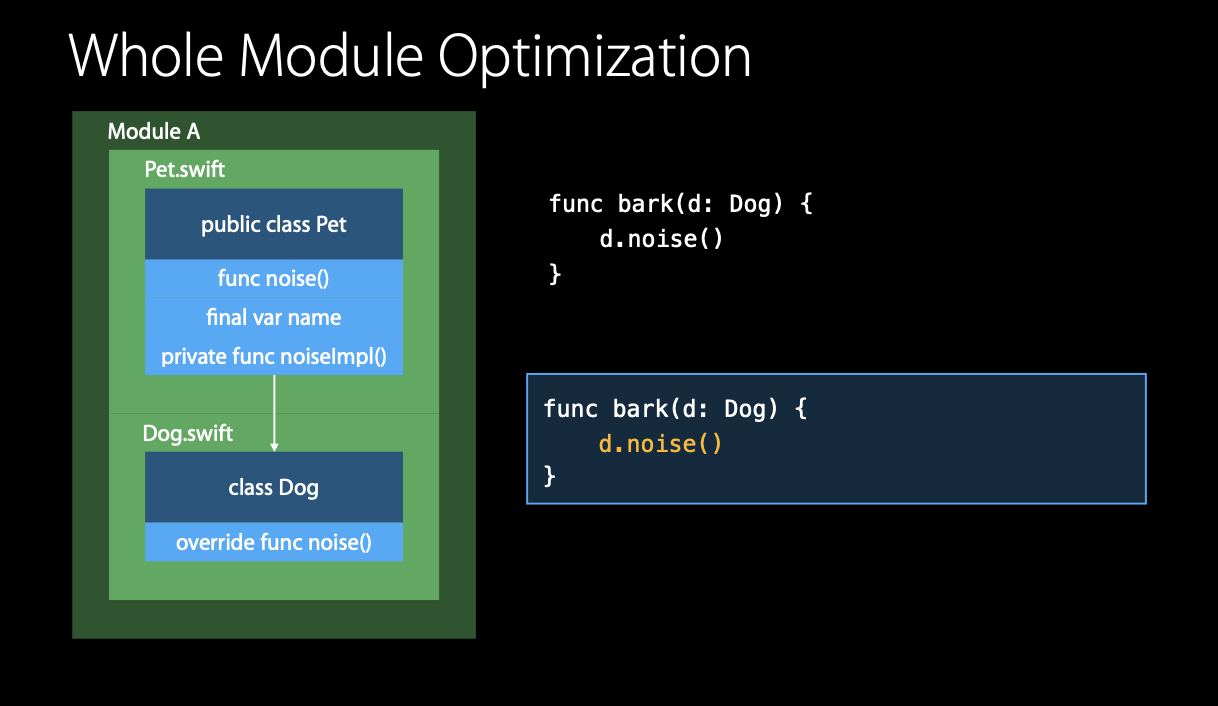 Whole Module Optimization
Module A
Pet.swift
public class Pet
func noise()
final var name
private func noiseImpl()
Dog.swift
class Dog
override func noise()
func bark(d: Dog) {
d.noise()
}
func bark(d: Dog) {
d.noise()
}